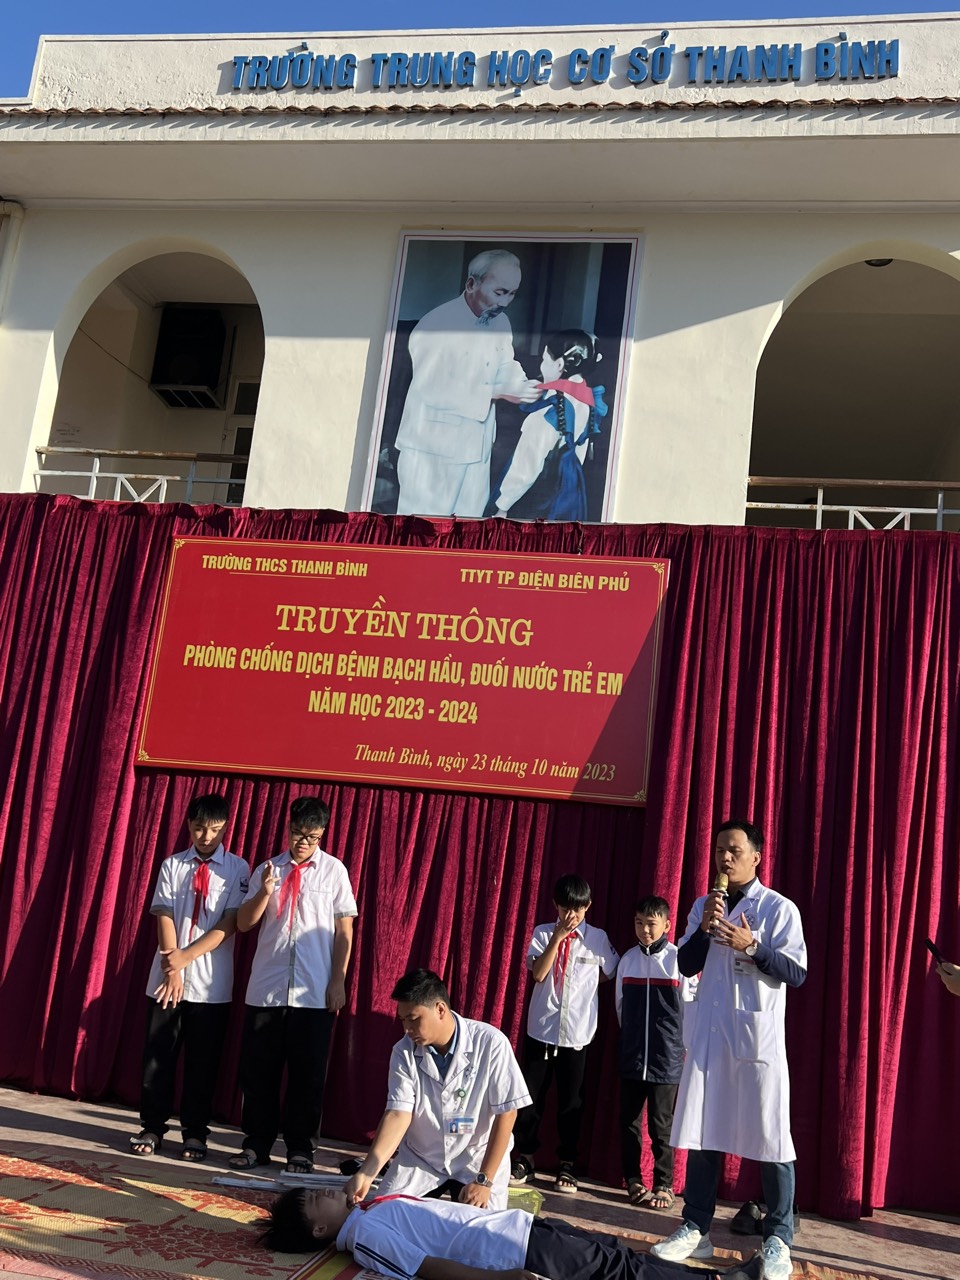 TRƯỜNG TRUNG HỌC CƠ SỞ THANH BÌNH
TRƯỜNG THCS THANH BÌNH
TTYT TP ĐIỆN BIÊN PHỦ
TRUYỀN THÔNG
PHÒNG CHỐNG DỊCH BỆNH BẠCH HẦU, ĐUỐI NƯỚC TRẺ EM
NĂM HỌC 2023 - 2024
Thanh Bình, ngày 23 tháng 10 năm 2023